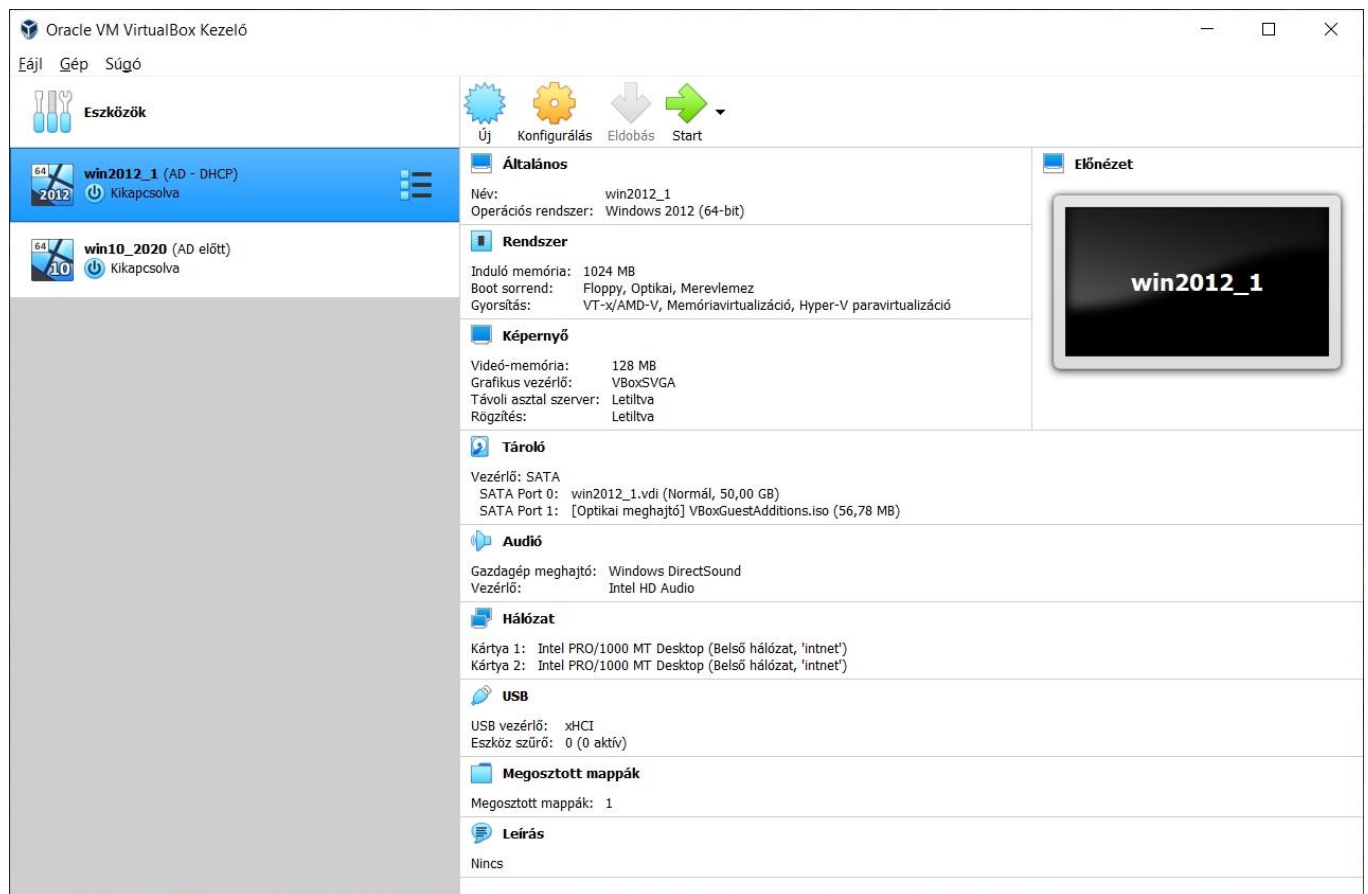 Oracle VM VirtualBox Kezelő
Fájl Gép Súgó
Eszközök
64
2012
win2012_1 (AD - DHCP)
Kikapcsolva
64
10
win10_2020 (AD előtt)
Kikapcsolva
Új Konfigurálás Eldobás Start
Általános
Név: win2012_1
Operációs rendszer: Windows 2012 (64-bit)
Előnézet
win2012_1
Rendszer
Induló memória: 1024 MB
Boot sorrend: Floppy, Optikai, Merevlemez
Gyorsítás: VT-x/AMD-V, Memóriavirtualizáció, Hyper-V paravirtualizáció
Képernyő
Videó-memória: 128 MB
Grafikus vezérlő: VBoxSVGA
Távoli asztal szerver: Letiltva
Rögzítés: Letiltva
Tároló
Vezérlő: SATA
SATA Port 0: win2012_1.vdi (Normál, 50,00 GB)
SATA Port 1: [Optikai meghajtó] VBoxGuestAdditions.iso (56,78 MB)
Audió
Gazdagép meghajtó: Windows DirectSound
Vezérlő: Intel HD Audio
Hálózat
Kártya 1: Intel PRO/1000 MT Desktop (Belső hálózat, 'intnet')
Kártya 2: Intel PRO/1000 MT Desktop (Belső hálózat, 'intnet')
USB
USB vezérlő: xHCI
Eszköz szűrő: 0 (0 aktív)
Megosztott mappák
Megosztott mappák: 1
Leírás
Nincs